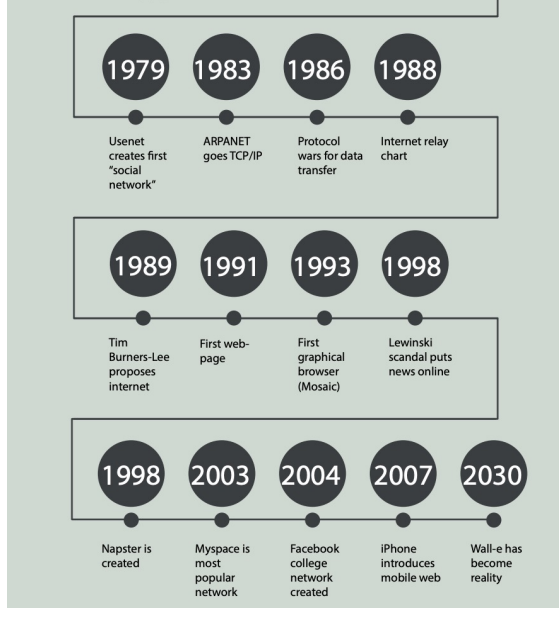 1979 1983 1986 1988
Usenet
creates first
"social
network"
ARPANET
goes TCP/IP
Protocol
wars for data
transfer
Internet relay
chart
1989 1991 1993 1998
Tim
Burners-Lee
proposes
internet
First web-
page
First
graphical
browser
(Mosaic)
Lewinski
scandal puts
news online
1998 2003 2004 2007 2030
Napster is
created
Myspace is
most
popular
network
Facebook
college
network
created
iPhone
introduces
mobile web
Wall-e has
become
reality